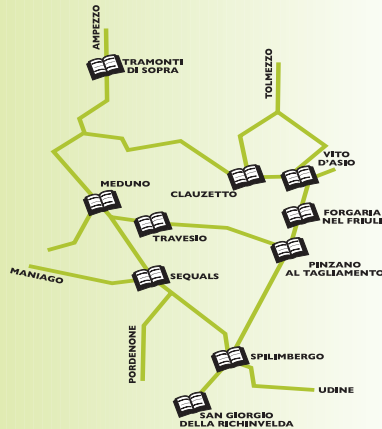 AMPEZZO
TRAMONTI
DI SOPRA
TOLMEZZO
VITO
D'ASIO
CLAUZETTO
MEDUNO
FORGARIA
NEL FRIULI
TRAVESIO
PINZANO
AL TAGLIAMENTO
MANIAGO
SEQUALS
PORDENONE
SPILIMBERGO
UDINE
SAN GIORGIO
DELLA RICHINVELDA